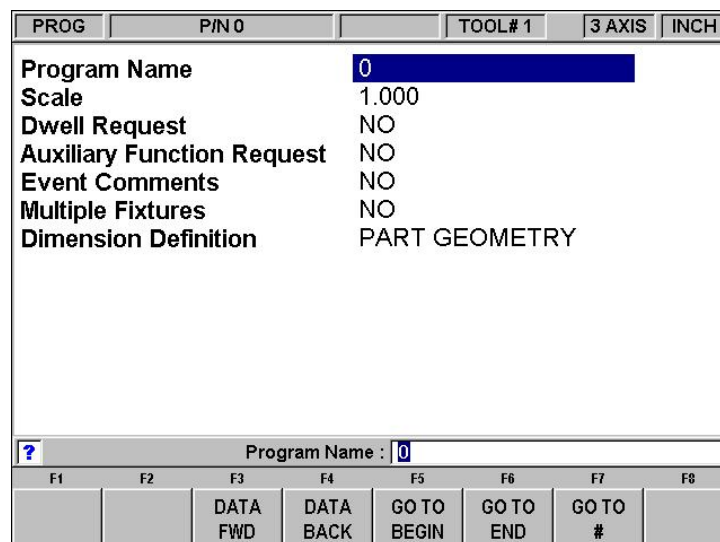 PROG P/N 0 TOOL# 1 3 AXIS INCH
Program Name 0
Scale 1.000
Dwell Request NO
Auxiliary Function Request NO
Event Comments NO
Multiple Fixtures NO
Dimension Definition PART GEOMETRY
? Program Name : 0
F1 F2 F3 F4 F5 F6 F7 F8
DATA FWD DATA BACK GO TO BEGIN GO TO END GO TO #